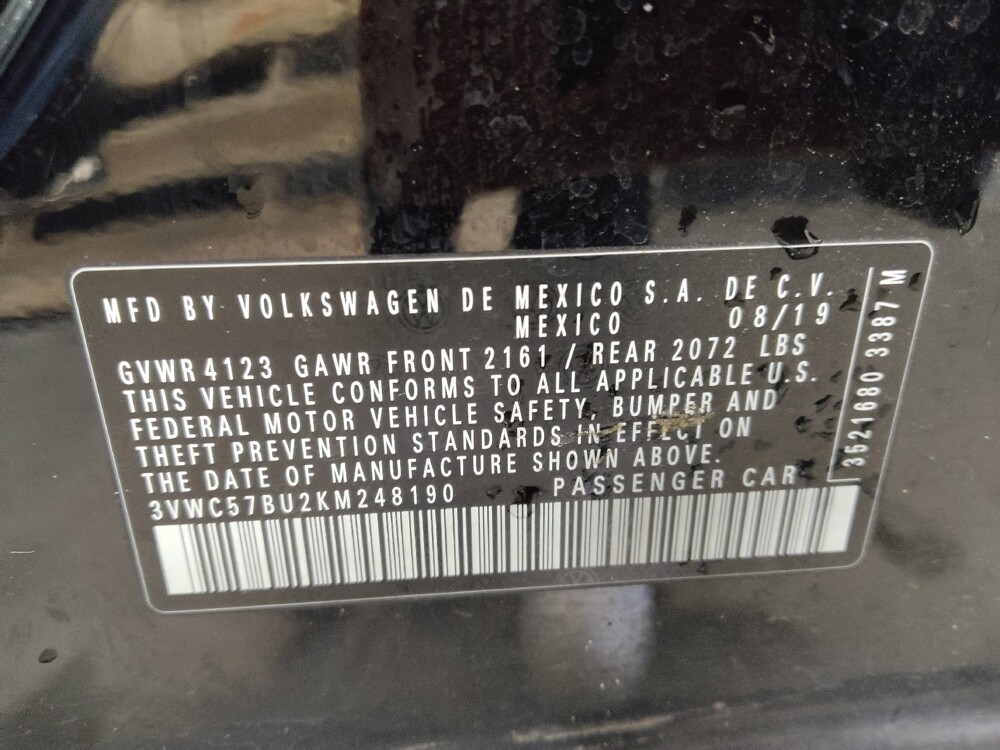 MFD BY VOLKSWAGEN DE MEXICO S.A. DE C.V.
MEXICO 08/19
GVWR 4123 GAWR FRONT 2161 / REAR 2072 LBS
THIS VEHICLE CONFORMS TO ALL APPLICABLE U.S.
FEDERAL MOTOR VEHICLE SAFETY, BUMPER AND
THEFT PREVENTION STANDARDS IN EFFECT ON
THE DATE OF MANUFACTURE SHOWN ABOVE.
3VWC57BU2KM248190 PASSENGER CAR
3521680 3387 M